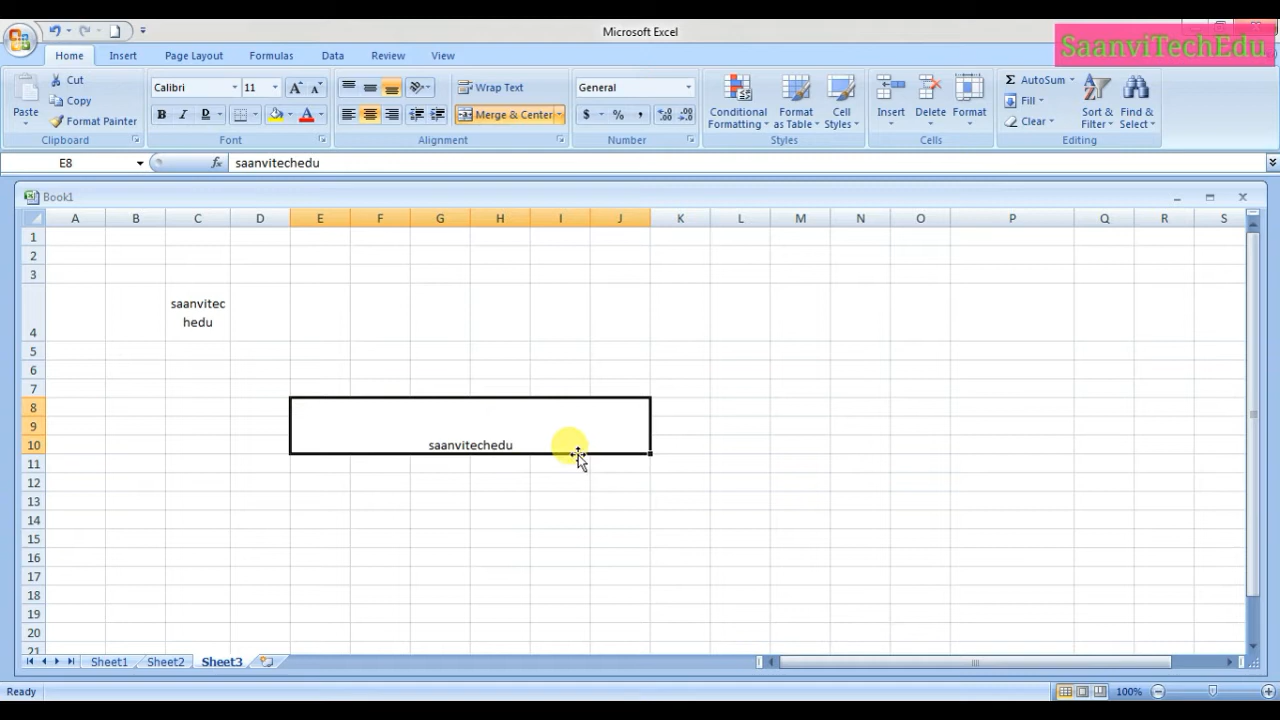 Microsoft Excel
SaanviTechEdu
Home Insert Page Layout Formulas Data Review View
Paste
Cut
Copy
Format Painter
Clipboard
Calibri 11
B I D
Font
Wrap Text
Merge & Center
Alignment
General
$ % ,
Number
Conditional Formatting
Format as Table
Cell Styles
Styles
Insert Delete Format
Cells
AutoSum
Fill
Clear
Sort & Filter
Find & Select
Editing
E8 fx saanvitechedu
Book1
A B C D E F G H I J K L M N O P Q R S
1
2
3
saanvitec
hedu
4
5
6
7
8
9
10 saanvitechedu
11
12
13
14
15
16
17
18
19
20
21
Sheet1 Sheet2 Sheet3
Ready 100%